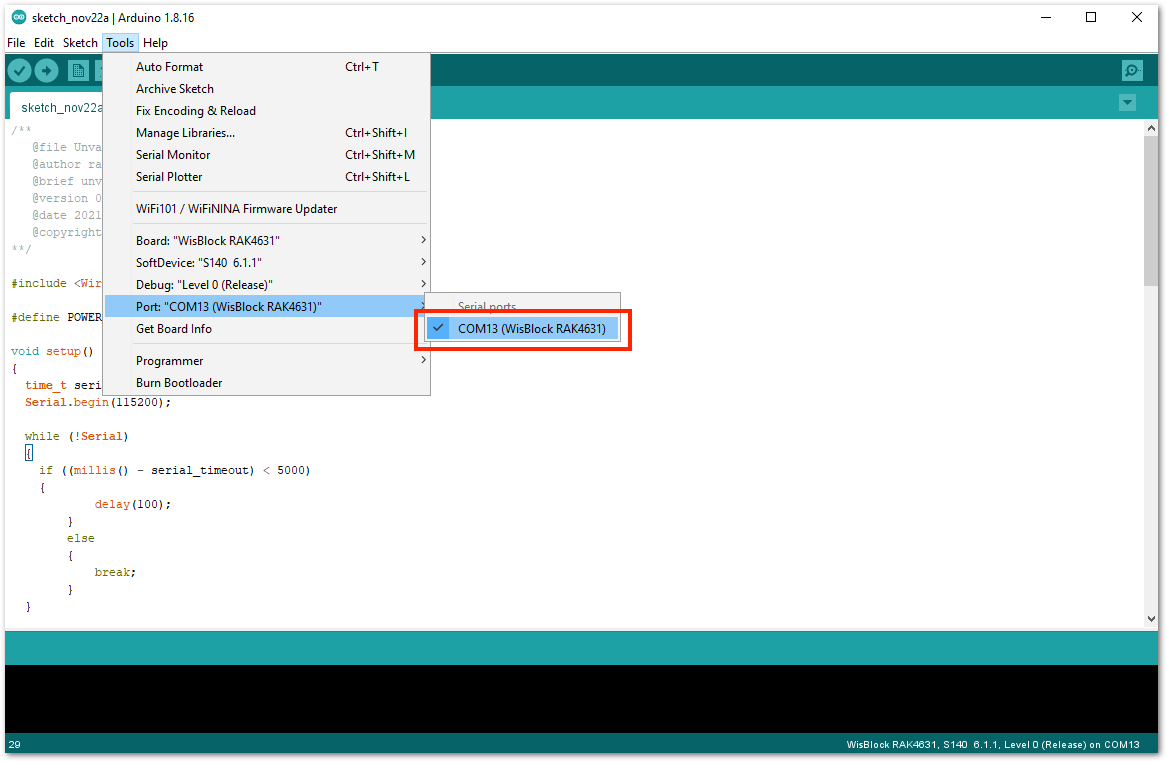 sketch_nov22a | Arduino 1.8.16
File Edit Sketch Tools Help
Auto Format Ctrl+T
Archive Sketch
Fix Encoding & Reload
Manage Libraries... Ctrl+Shift+I
Serial Monitor Ctrl+Shift+M
Serial Plotter Ctrl+Shift+L
WiFi101 / WiFiNINA Firmware Updater
Board: "WisBlock RAK4631"
SoftDevice: "S140 6.1.1"
Debug: "Level 0 (Release)"
Port: "COM13 (WisBlock RAK4631)"
Get Board Info
Programmer
Burn Bootloader
Serial ports
COM13 (WisBlock RAK4631)
sketch_nov22a
/**
@file Unva
@author ra
@brief unv
@version 0
@date 2021
@copyright
**/
#include <Wir
#define POWER
void setup()
{
time_t seri
Serial.begin(115200);
while (!Serial)
{
if ((millis() - serial_timeout) < 5000)
{
delay(100);
}
else
{
break;
}
}
29
WisBlock RAK4631, S140 6.1.1, Level 0 (Release) on COM13